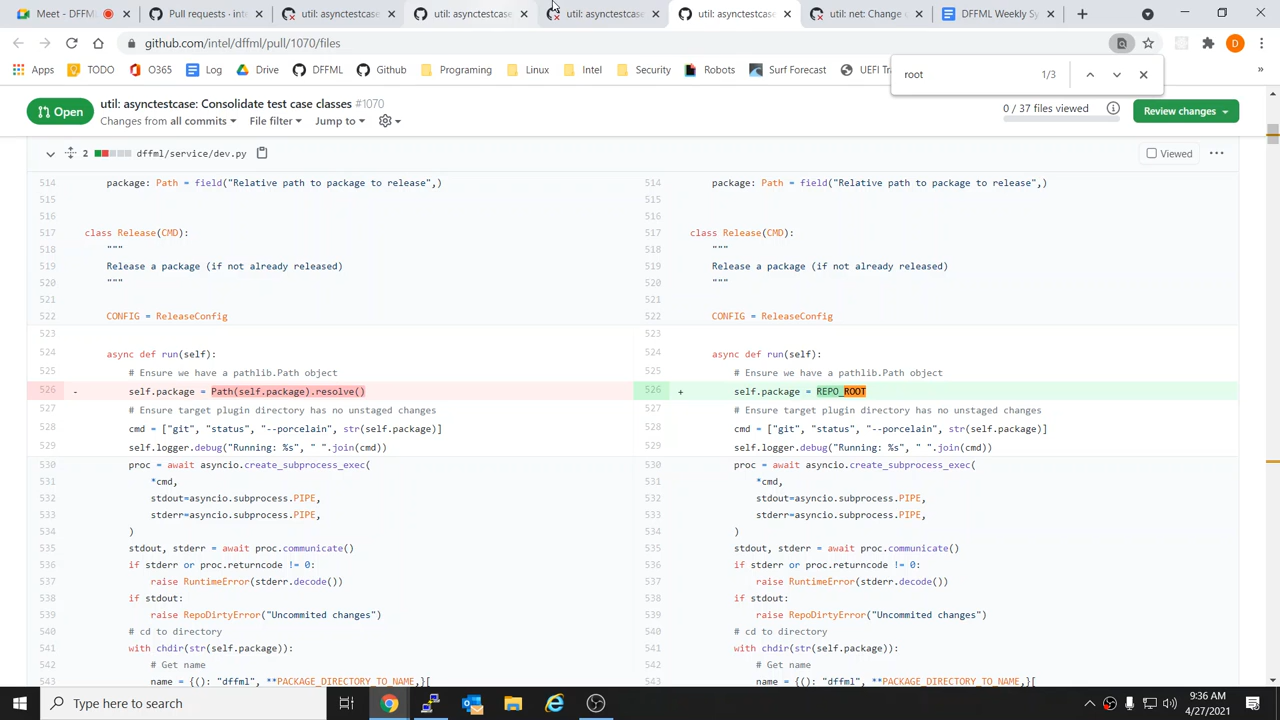 Meet - DFFML
Pull requests - inte
util: asynctestcase
util: asynctestcase:
util: asynctestcase
util: asynctestcase:
util: net: Change c
DFFML Weekly Sy
github.com/intel/dffml/pull/1070/files
D
Apps
TODO
O365
Log
Drive
DFFML
Github
Programing
Linux
Intel
Security
Robots
Surf Forecast
UEFI Tr
»
root
1/3
Open
util: asynctestcase: Consolidate test case classes #1070
Changes from all commits
File filter
Jump to
0 / 37 files viewed
Review changes
2
dffml/service/dev.py
Viewed
514 package: Path = field("Relative path to package to release",) 514 package: Path = field("Relative path to package to release",)
515 515
516 516
517 class Release(CMD): 517 class Release(CMD):
518 """ 518 """
519 Release a package (if not already released) 519 Release a package (if not already released)
520 """ 520 """
521 521
522 CONFIG = ReleaseConfig 522 CONFIG = ReleaseConfig
523 523
524 async def run(self): 524 async def run(self):
525 # Ensure we have a pathlib.Path object 525 # Ensure we have a pathlib.Path object
526 - self.package = Path(self.package).resolve() 526 + self.package = REPO_ROOT
527 # Ensure target plugin directory has no unstaged changes 527 # Ensure target plugin directory has no unstaged changes
528 cmd = ["git", "status", "--porcelain", str(self.package)] 528 cmd = ["git", "status", "--porcelain", str(self.package)]
529 self.logger.debug("Running: %s", " ".join(cmd)) 529 self.logger.debug("Running: %s", " ".join(cmd))
530 proc = await asyncio.create_subprocess_exec( 530 proc = await asyncio.create_subprocess_exec(
531 *cmd, 531 *cmd,
532 stdout=asyncio.subprocess.PIPE, 532 stdout=asyncio.subprocess.PIPE,
533 stderr=asyncio.subprocess.PIPE, 533 stderr=asyncio.subprocess.PIPE,
534 ) 534 )
535 stdout, stderr = await proc.communicate() 535 stdout, stderr = await proc.communicate()
536 if stderr or proc.returncode != 0: 536 if stderr or proc.returncode != 0:
537 raise RuntimeError(stderr.decode()) 537 raise RuntimeError(stderr.decode())
538 if stdout: 538 if stdout:
539 raise RepoDirtyError("Uncommited changes") 539 raise RepoDirtyError("Uncommited changes")
540 # cd to directory 540 # cd to directory
541 with chdir(str(self.package)): 541 with chdir(str(self.package)):
542 # Get name 542 # Get name
543 name = {(): "dffml", **PACKAGE_DIRECTORY_TO_NAME,}[ 543 name = {(): "dffml", **PACKAGE_DIRECTORY_TO_NAME,}[
Type here to search
9:36 AM
4/27/2021